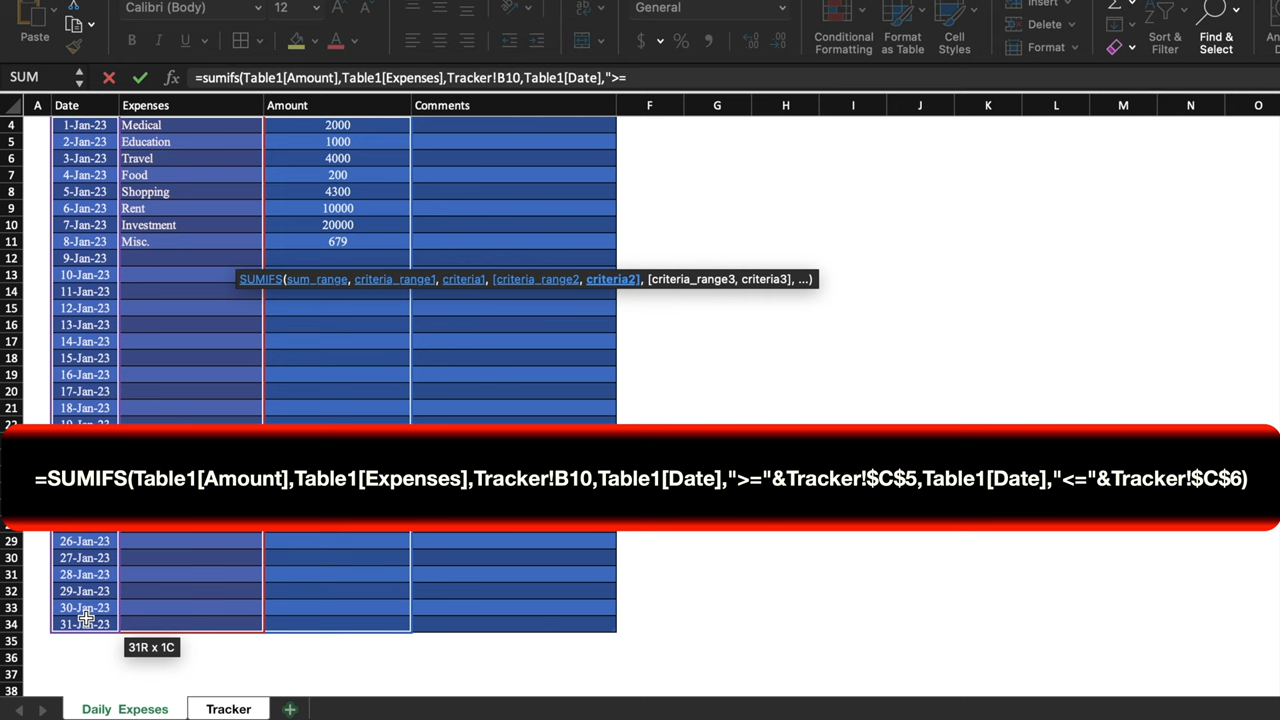 Calibri (Body)
12
General
Insert
Paste
B I U
$ %
Conditional Formatting
Format as Table
Cell Styles
Delete
Format
Sort & Filter
Find & Select
SUM
fx
=sumifs(Table1[Amount],Table1[Expenses],Tracker!B10,Table1[Date],">=
A Date Expenses Amount Comments F G H I J K L M N O
4 1-Jan-23 Medical 2000
5 2-Jan-23 Education 1000
6 3-Jan-23 Travel 4000
7 4-Jan-23 Food 200
8 5-Jan-23 Shopping 4300
9 6-Jan-23 Rent 10000
10 7-Jan-23 Investment 20000
11 8-Jan-23 Misc. 679
12 9-Jan-23
13 10-Jan-23
SUMIFS(sum_range, criteria_range1, criteria1, [criteria_range2, criteria2], [criteria_range3, criteria3], ...)
14 11-Jan-23
15 12-Jan-23
16 13-Jan-23
17 14-Jan-23
18 15-Jan-23
19 16-Jan-23
20 17-Jan-23
21 18-Jan-23
=SUMIFS(Table1[Amount],Table1[Expenses],Tracker!B10,Table1[Date],">="&Tracker!$C$5,Table1[Date],"<="&Tracker!$C$6)
29 26-Jan-23
30 27-Jan-23
31 28-Jan-23
32 29-Jan-23
33 30-Jan-23
34 31-Jan-23
35
31R x 1C
36
37
38
Daily Expeses
Tracker